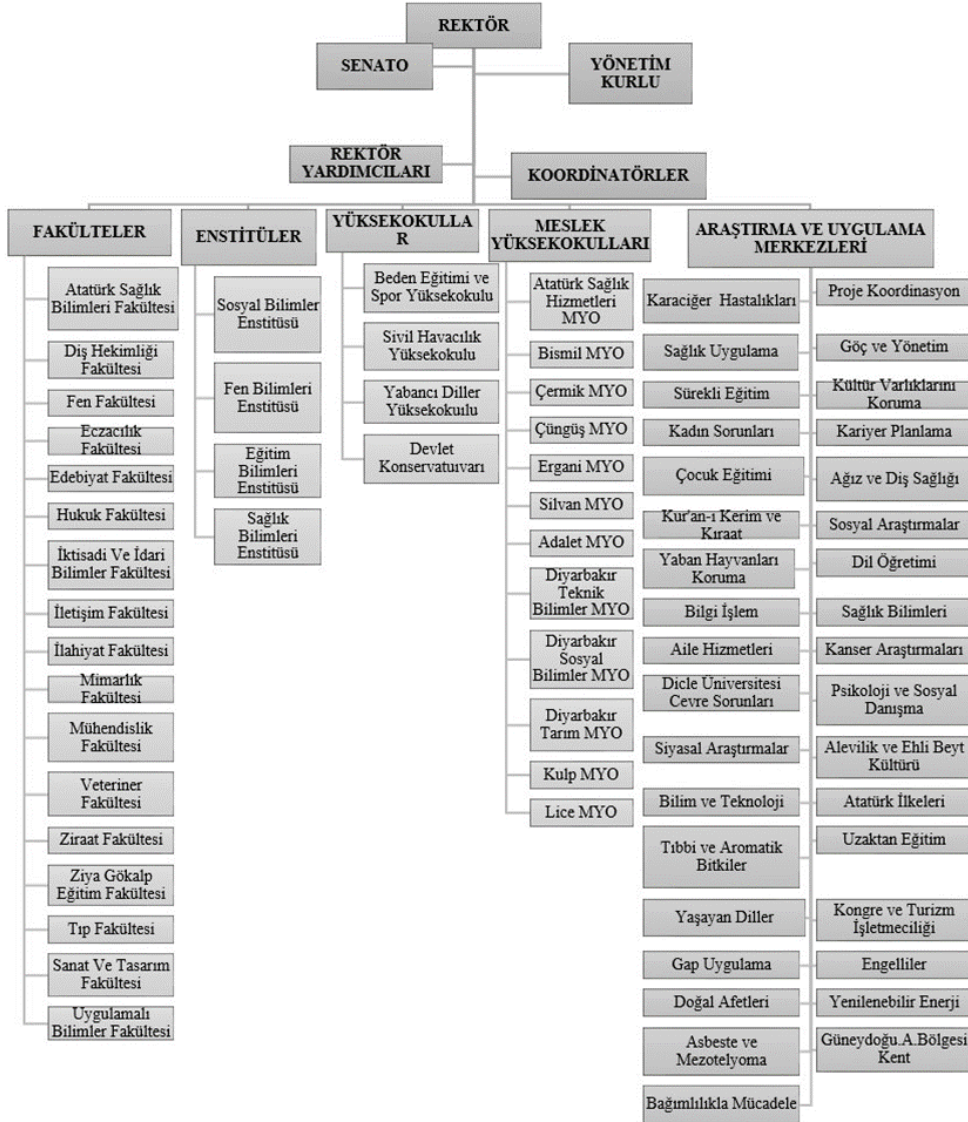 REKTÖR
SENATO
YÖNETİM
KURLU
REKTÖR
YARDIMCILARI
KOORDİNATÖRLER
FAKÜLTELER
Atatürk Sağlık
Bilimleri Fakültesi
Diş Hekimliği
Fakültesi
Fen Fakültesi
Eczacılık
Fakültesi
Edebiyat Fakültesi
Hukuk Fakültesi
İktisadi Ve İdari
Bilimler Fakültesi
İletişim Fakültesi
İlahiyat Fakültesi
Mimarlık
Fakültesi
Mühendislik
Fakültesi
Veteriner
Fakültesi
Ziraat Fakültesi
Ziya Gökalp
Eğitim Fakültesi
Tıp Fakültesi
Sanat Ve Tasarım
Fakültesi
Uygulamalı
Bilimler Fakültesi
ENSTİTÜLER
Sosyal Bilimler
Enstitüsü
Fen Bilimleri
Enstitüsü
Eğitim
Bilimleri
Enstitüsü
Sağlık
Bilimleri
Enstitüsü
YÜKSEKOKULLA
R
Beden Eğitimi ve
Spor Yüksekokulu
Sivil Havacılık
Yüksekokulu
Yabancı Diller
Yüksekokuılu
Devlet
Konservatuıvarı
MESLEK
YÜKSEKOKULLARI
Atatürk Sağlık
Hizmetleri
MYO
Bismil MYO
Çermik MYO
Çüngüş MYO
Ergani MYO
Silvan MYO
Adalet MYO
Diyarbakır
Teknik
Bilimler MYO
Diyarbakır
Sosyal
Bilimler MYO
Diyarbakır
Tarım MYO
Kulp MYO
Lice MYO
ARAŞTIRMA VE UYGULAMA
MERKEZLERİ
Karaciğer Hastalıkları
Proje Koordinasyon
Sağlık Uygulama
Göç ve Yönetim
Sürekli Eğitim
Kültür Varlıklarını
Koruma
Kadın Sorunları
Kariyer Planlama
Çocuk Eğitimi
Ağız ve Diş Sağlığı
Kur'an-ı Kerim ve
Kıraat
Sosyal Araştırmalar
Yaban Hayvanları
Koruma
Dil Öğretimi
Bilgi İşlem
Sağlık Bilimleri
Aile Hizmetleri
Kanser Araştırmaları
Dicle Üniversitesi
Çevre Sorunları
Psikoloji ve Sosyal
Danışma
Siyasal Araştırmalar
Alevilik ve Ehli Beyt
Kültürü
Bilim ve Teknoloji
Atatürk İlkeleri
Tıbbi ve Aromatik
Bitkiler
Uzaktan Eğitim
Yaşayan Diller
Kongre ve Turizm
İşletmeciliği
Gap Uygulama
Engelliler
Doğal Afetleri
Yenilenebilir Enerji
Asbeste ve
Mezotelyoma
Güneydoğu.A.Bölgesi
Kent
Bağımlılıkla Mücadele